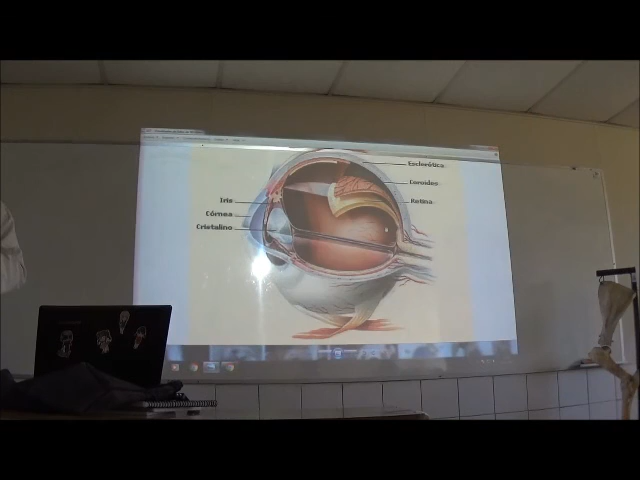 Esclerótica
Coroides
Iris
Retina
Córnea
Cristalino